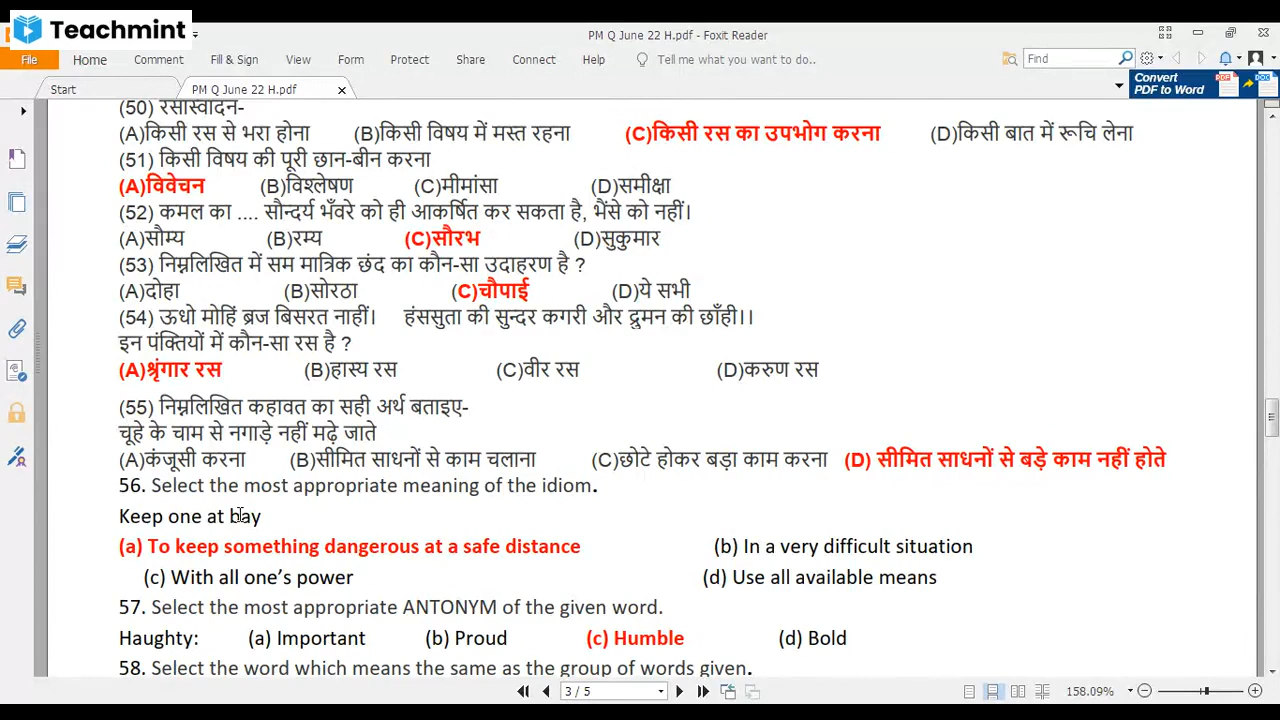 Teachmint
PM Q June 22 H.pdf - Foxit Reader
File Home Comment Fill & Sign View Form Protect Share Connect Help Tell me what you want to do.. Find
Start PM Q June 22 H.pdf
Convert
PDF to Word
(50) रसास्वादन-
(A)किसी रस से भरा होना (B)किसी विषय में मस्त रहना (C)किसी रस का उपभोग करना (D)किसी बात में रूचि लेना
(51) किसी विषय की पूरी छान-बीन करना
(A)विवेचन (B)विश्लेषण (C)मीमांसा (D)समीक्षा
(52) कमल का .... सौन्दर्य भँवरे को ही आकर्षित कर सकता है, भैंसे को नहीं।
(A)सौम्य (B)रम्य (C)सौरभ (D)सुकुमार
(53) निम्नलिखित में सम मात्रिक छंद का कौन-सा उदाहरण है ?
(A)दोहा (B)सोरठा (C)चौपाई (D)ये सभी
(54) ऊधो मोहिं ब्रज बिसरत नाहीं। हंससुता की सुन्दर कगरी और द्रुमन की छाँही।।
इन पंक्तियों में कौन-सा रस है ?
(A)श्रृंगार रस (B)हास्य रस (C)वीर रस (D)करुण रस
(55) निम्नलिखित कहावत का सही अर्थ बताइए-
चूहे के चाम से नगाड़े नहीं मढ़े जाते
(A)कंजूसी करना (B)सीमित साधनों से काम चलाना (C)छोटे होकर बड़ा काम करना (D) सीमित साधनों से बड़े काम नहीं होते
56. Select the most appropriate meaning of the idiom.
Keep one at bay
(a) To keep something dangerous at a safe distance (b) In a very difficult situation
(c) With all one's power (d) Use all available means
57. Select the most appropriate ANTONYM of the given word.
Haughty: (a) Important (b) Proud (c) Humble (d) Bold
58. Select the word which means the same as the group of words given.
3 / 5 158.09%